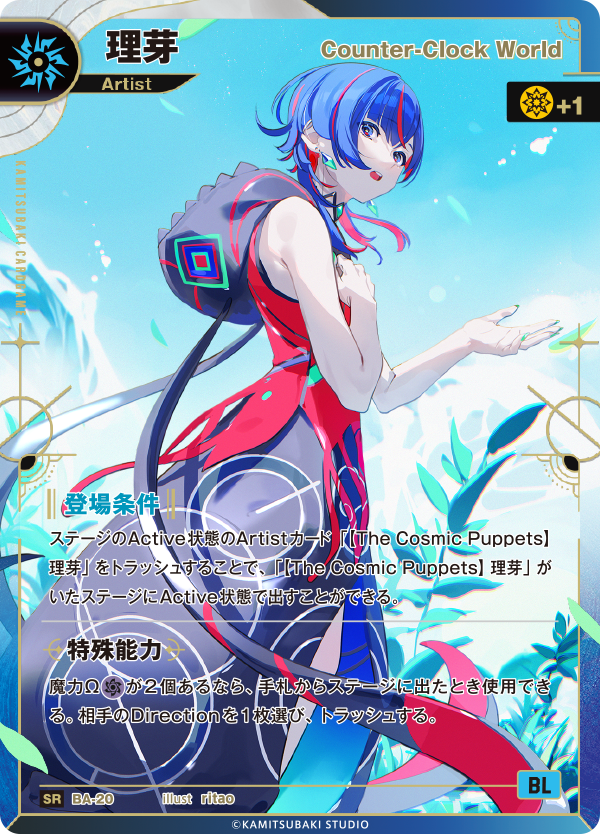 理芽
Artist
Counter-Clock World
+1
KAMITSUBAKI CARDGAME
登場条件
ステージのActive状態のArtistカード「【The Cosmic Puppets】
理芽」をトラッシュすることで、「【The Cosmic Puppets】 理芽」が
いたステージにActive状態で出すことができる。
特殊能力
魔力Ωが2個あるなら、手札からステージに出たとき使用でき
る。相手のDirectionを1枚選び、トラッシュする。
SR BA-20 illust ritao
BL
©KAMITSUBAKI STUDIO